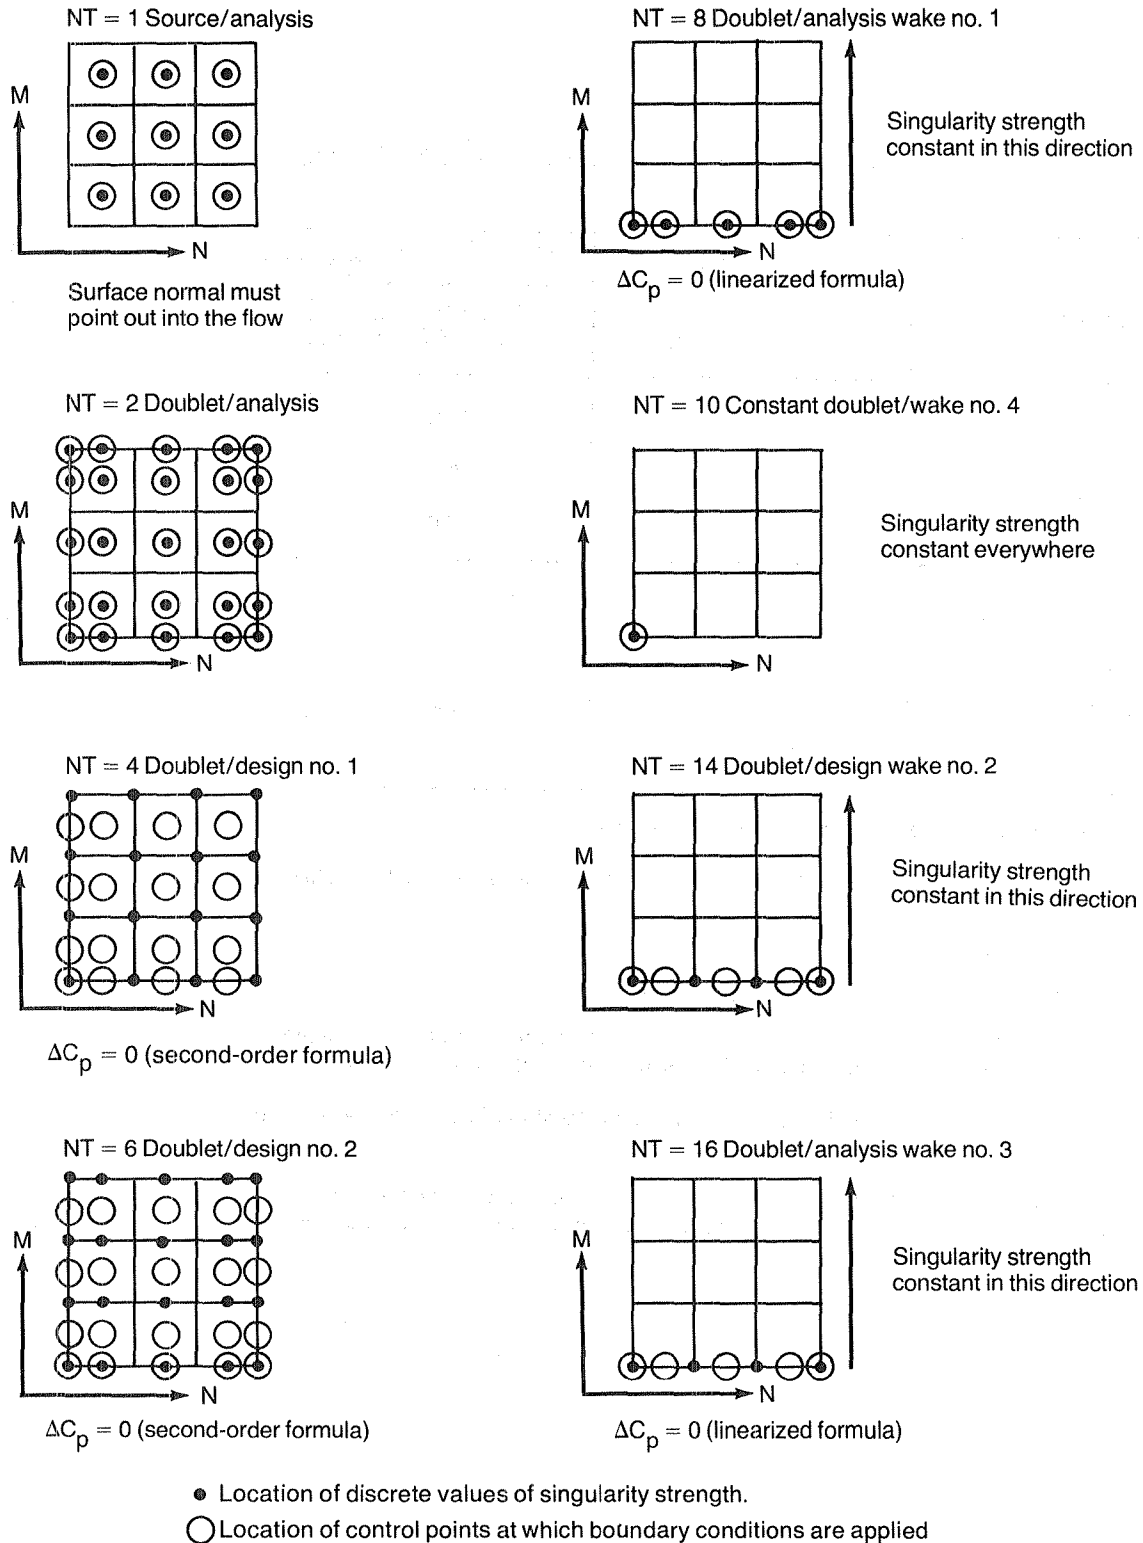 NT = 1 Source/analysis
M
N
Surface normal must
point out into the flow
NT = 8 Doublet/analysis wake no. 1
M
N
Singularity strength
constant in this direction
ΔCp = 0 (linearized formula)
NT = 2 Doublet/analysis
M
N
NT = 10 Constant doublet/wake no. 4
M
N
Singularity strength
constant everywhere
NT = 4 Doublet/design no. 1
M
N
ΔCp = 0 (second-order formula)
NT = 14 Doublet/design wake no. 2
M
N
Singularity strength
constant in this direction
NT = 6 Doublet/design no. 2
M
N
ΔCp = 0 (second-order formula)
NT = 16 Doublet/analysis wake no. 3
M
N
Singularity strength
constant in this direction
ΔCp = 0 (linearized formula)
Location of discrete values of singularity strength.
Location of control points at which boundary conditions are applied